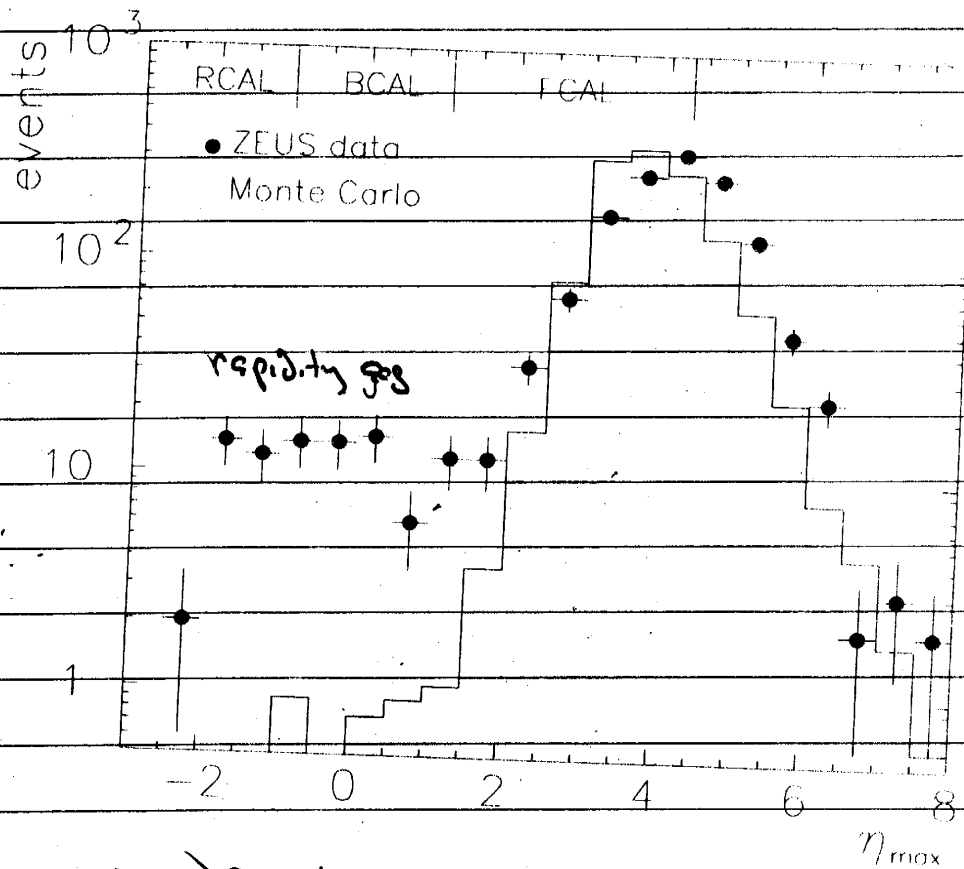 10³
events
RCAL BCAL FCAL
ZEUS data
Monte Carlo
10²
rapidity gap
10
1
-2 0 2 4 6 8
ηmax